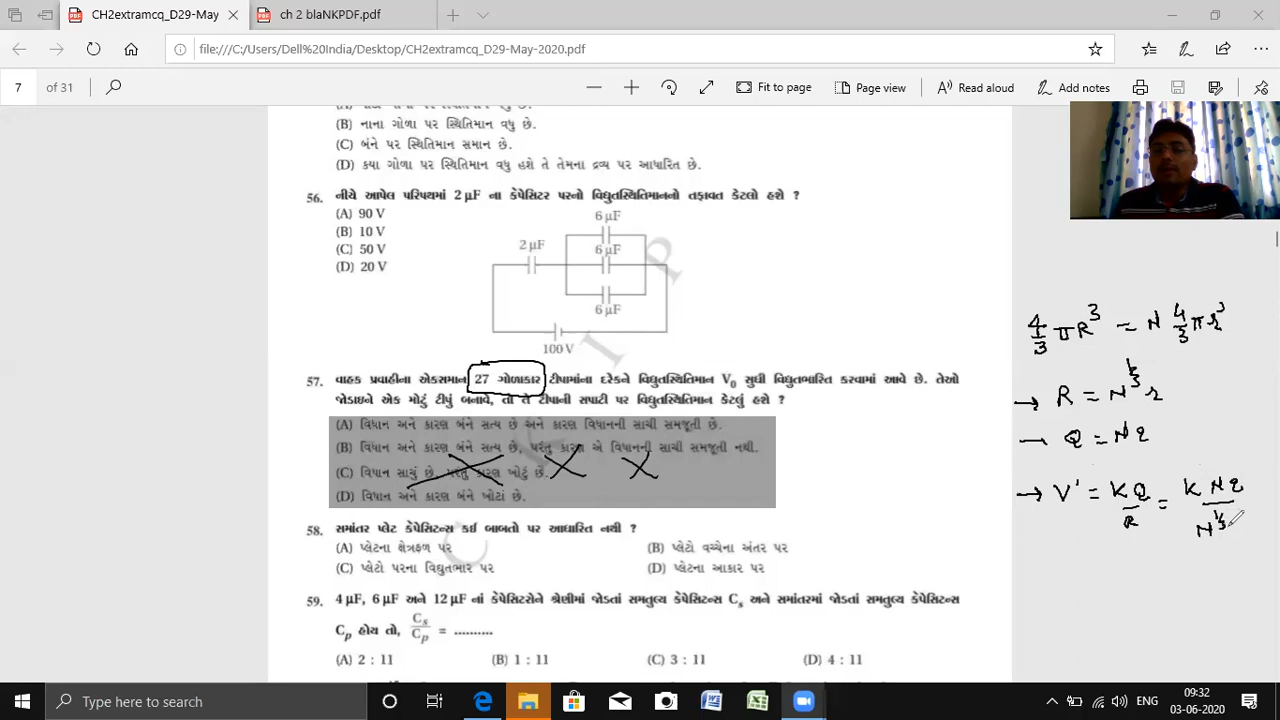 CH2extramcq_D29-May-2020.pdf
ch 2 blaNKPDF.pdf
file:///C:/Users/Dell%20India/Desktop/CH2extramcq_D29-May-2020.pdf
7 of 31
Fit to page
Page view
Read aloud
Add notes
(B) નાના ગોળા પર સ્થિતિમાન વધુ છે.
(C) બંને પર સ્થિતિમાન સમાન છે.
(D) કયા ગોળા પર સ્થિતિમાન વધુ હશે તે તેમના દ્રવ્ય પર આધારિત છે.
56. નીચે આપેલ પરિપથમાં 2 μF ના કેપેસિટર પરનો વિદ્યુતસ્થિતિમાનનો તફાવત કેટલો હશે ?
(A) 90 V
(B) 10 V
(C) 50 V
(D) 20 V
6 μF
2 μF
6 μF
6 μF
100 V
57. વાહક પ્રવાહીના એકસમાન 27 ગોળાકાર ટીપામાંના દરેકને વિદ્યુતસ્થિતિમાન V₀ સુધી વિદ્યુતભારિત કરવામાં આવે છે. તેઓ
જોડાઇને એક મોટું ટીપું બનાવે, તો તે ટીપાની સપાટી પર વિદ્યુતસ્થિતિમાન કેટલું હશે ?
(A) વિધાન અને કારણ બંને સત્ય છે અને કારણ વિધાનની સાચી સમજૂતી છે.
(B) વિધાન અને કારણ બંને સત્ય છે, પરંતુ કારણ એ વિધાનની સાચી સમજૂતી નથી.
(C) વિધાન સાચું છે, પરંતુ કારણ ખોટું છે.
(D) વિધાન અને કારણ બંને ખોટાં છે.
58. સમાંતર પ્લેટ કેપેસિટન્સ કઈ બાબતો પર આધારિત નથી ?
(A) પ્લેટના ક્ષેત્રફળ પર (B) પ્લેટો વચ્ચેના અંતર પર
(C) પ્લેટો પરના વિદ્યુતભાર પર (D) પ્લેટના આકાર પર
59. 4 μF, 6 μF અને 12 μF નાં કેપેસિટરોને શ્રેણીમાં જોડતાં સમતુલ્ય કેપેસિટન્સ Cₛ અને સમાંતરમાં જોડતાં સમતુલ્ય કેપેસિટન્સ
Cₚ હોય તો, Cₛ/Cₚ = ..........
(A) 2 : 11 (B) 1 : 11 (C) 3 : 11 (D) 4 : 11
4/3 πR³ = N 4/3 πr³
→ R = N^1/3 r
→ Q = Nq
→ V' = KQ/R = KNq/N^1/3
Type here to search
ENG
09:32
03-06-2020